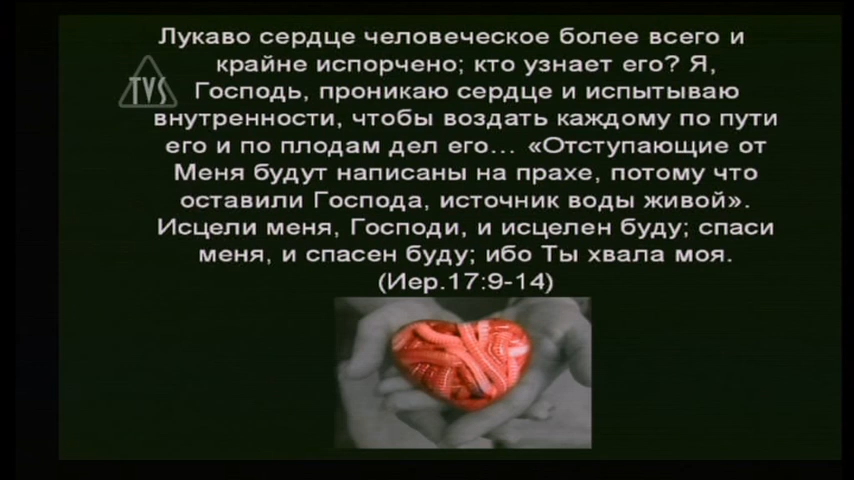 Лукаво сердце человеческое более всего и
крайне испорчено; кто узнает его? Я,
TVS
Господь, проникаю сердце и испытываю
внутренности, чтобы воздать каждому по пути
его и по плодам дел его... «Отступающие от
Меня будут написаны на прахе, потому что
оставили Господа, источник воды живой».
Исцели меня, Господи, и исцелен буду; спаси
меня, и спасен буду; ибо Ты хвала моя.
(Иер.17:9-14)